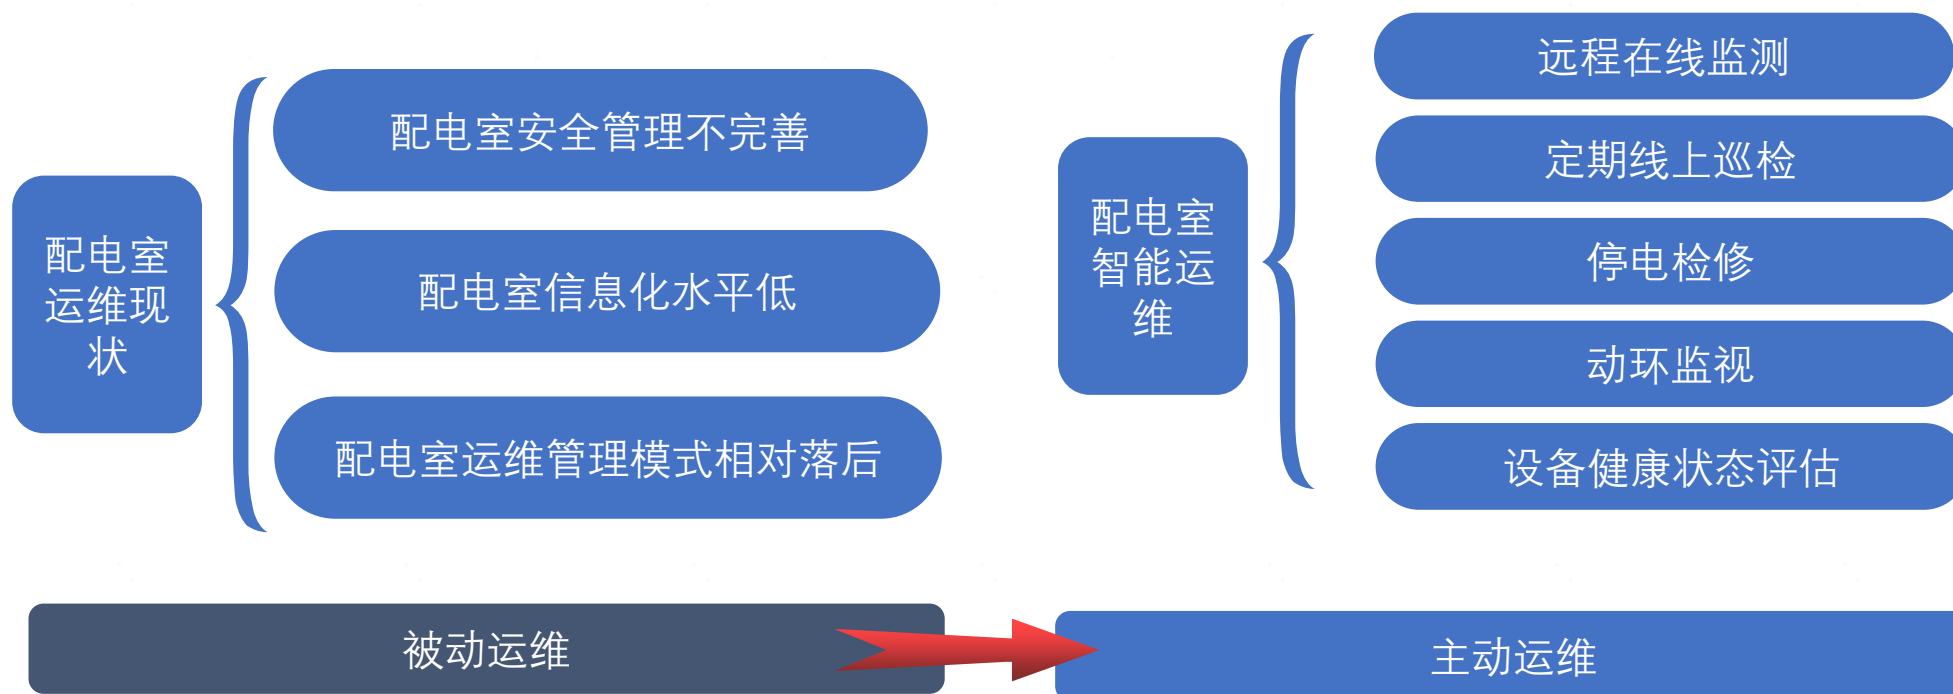 配电室
运维现
状
配电室安全管理不完善
配电室信息化水平低
配电室运维管理模式相对落后
配电室
智能运
维
远程在线监测
定期线上巡检
停电检修
动环监视
设备健康状态评估
被动运维
主动运维